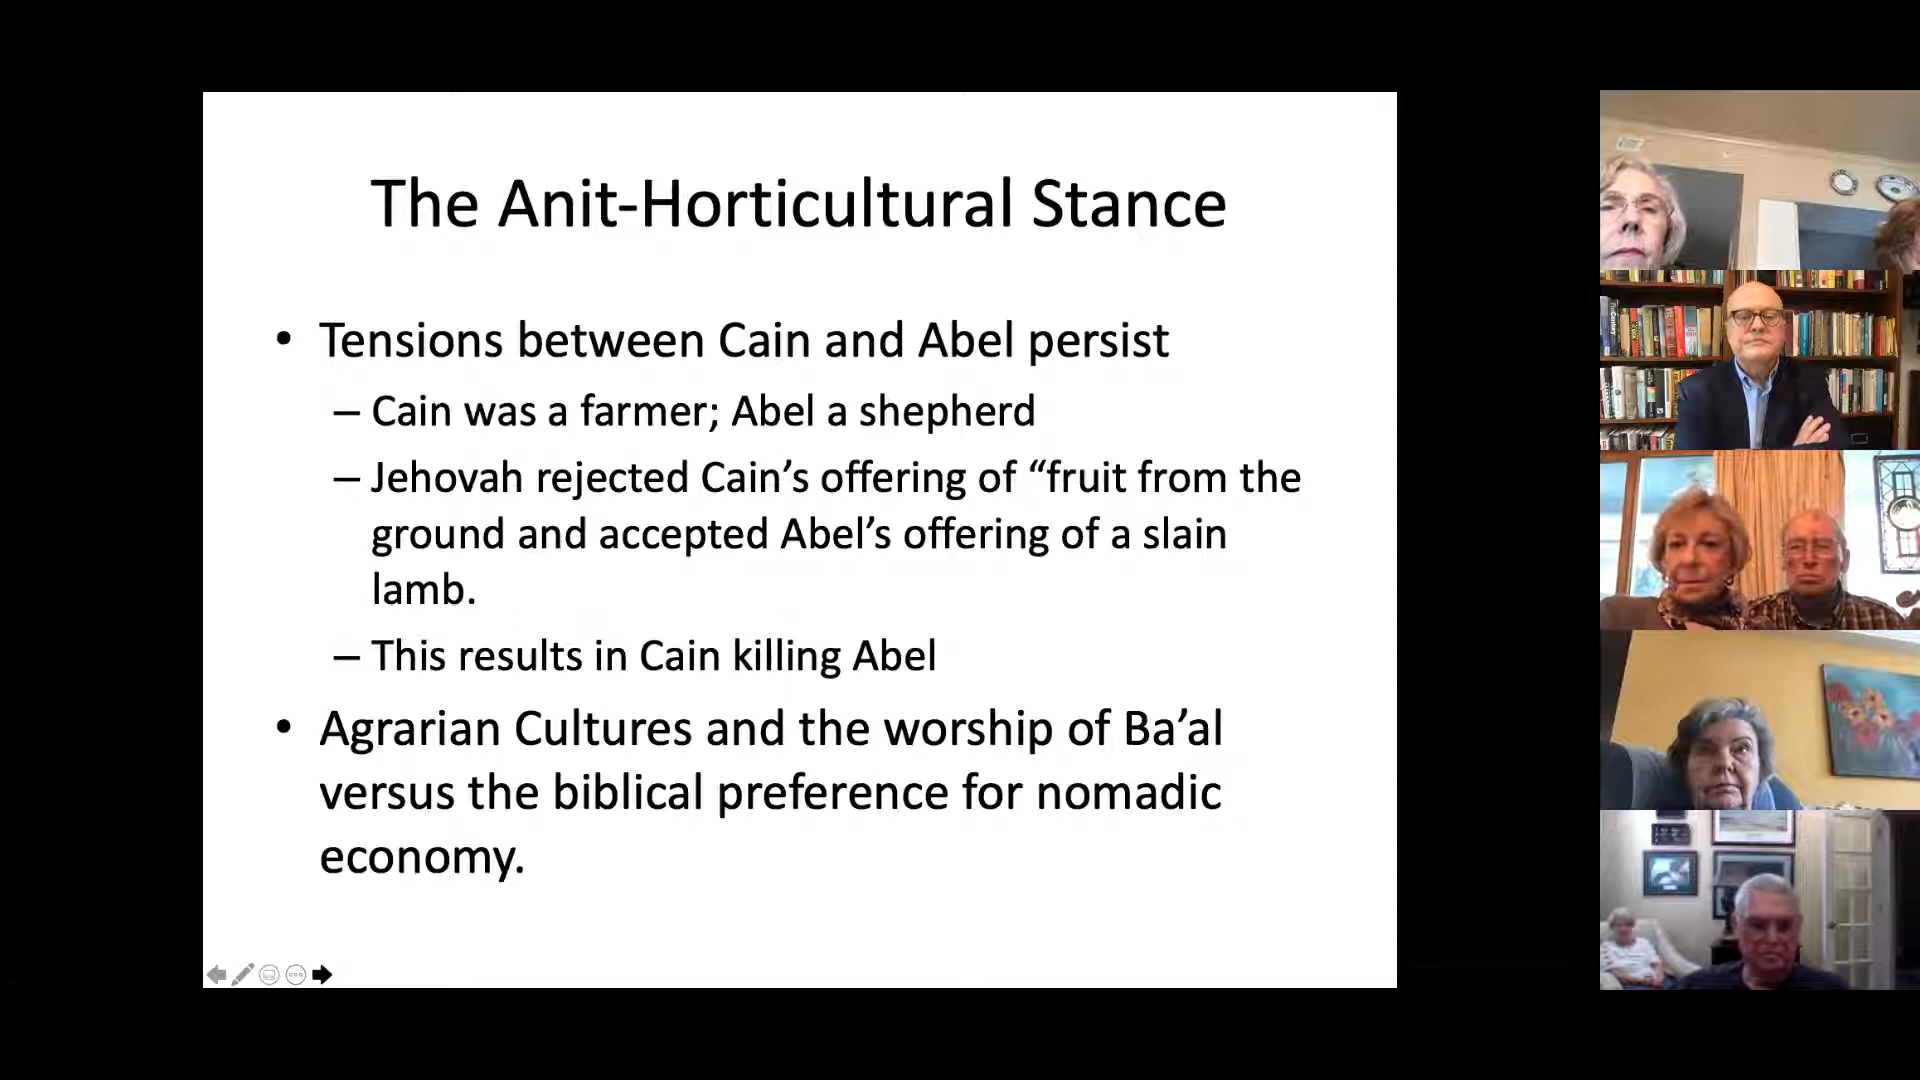 The Anit-Horticultural Stance
• Tensions between Cain and Abel persist
– Cain was a farmer; Abel a shepherd
– Jehovah rejected Cain’s offering of “fruit from the
ground and accepted Abel’s offering of a slain
lamb.
– This results in Cain killing Abel
• Agrarian Cultures and the worship of Ba’al
versus the biblical preference for nomadic
economy.